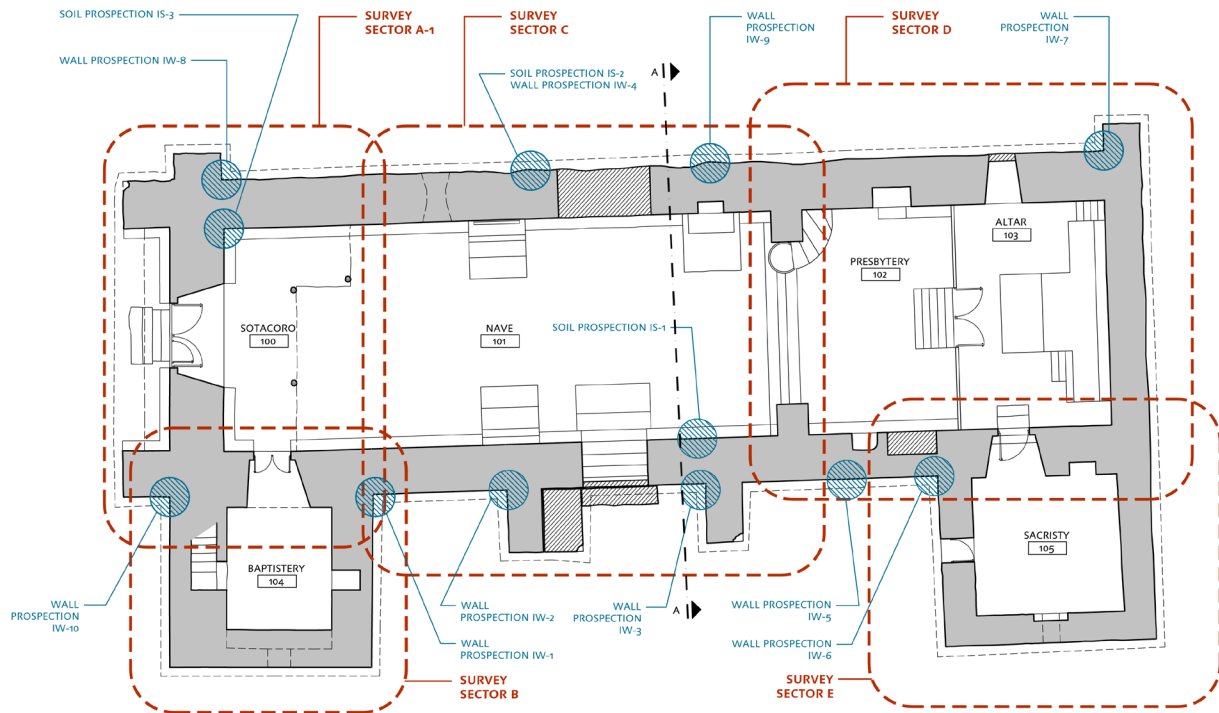 SOIL PROSPECTION IS-3
SURVEY
SECTOR A-1
SURVEY
SECTOR C
WALL
PROSPECTION
IW-9
SURVEY
SECTOR D
WALL
PROSPECTION
IW-7
WALL PROSPECTION IW-8
SOIL PROSPECTION IS-2
WALL PROSPECTION IW-4
A
ALTAR
103
PRESBYTERY
102
SOTACORO
100
NAVE
101
SOIL PROSPECTION IS-1
SACRISTY
105
BAPTISTERY
104
WALL
PROSPECTION
IW-10
WALL
PROSPECTION IW-2
WALL
PROSPECTION
IW-3
A
WALL PROSPECTION
IW-5
WALL
PROSPECTION IW-1
WALL PROSPECTION
IW-6
SURVEY
SECTOR B
SURVEY
SECTOR E